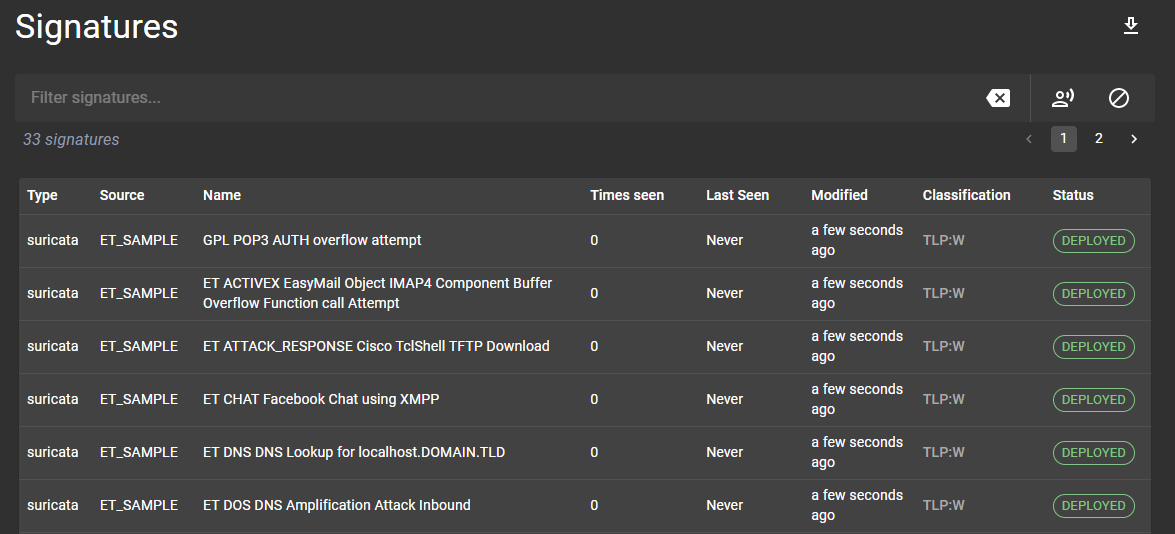 Signatures
Filter signatures...
33 signatures
1 2
Type Source Name Times seen Last Seen Modified Classification Status
suricata ET_SAMPLE GPL POP3 AUTH overflow attempt 0 Never a few seconds ago TLP:W DEPLOYED
suricata ET_SAMPLE ET ACTIVEX EasyMail Object IMAP4 Component Buffer Overflow Function call Attempt 0 Never a few seconds ago TLP:W DEPLOYED
suricata ET_SAMPLE ET ATTACK_RESPONSE Cisco TclShell TFTP Download 0 Never a few seconds ago TLP:W DEPLOYED
suricata ET_SAMPLE ET CHAT Facebook Chat using XMPP 0 Never a few seconds ago TLP:W DEPLOYED
suricata ET_SAMPLE ET DNS DNS Lookup for localhost.DOMAIN.TLD 0 Never a few seconds ago TLP:W DEPLOYED
suricata ET_SAMPLE ET DOS DNS Amplification Attack Inbound 0 Never a few seconds ago TLP:W DEPLOYED